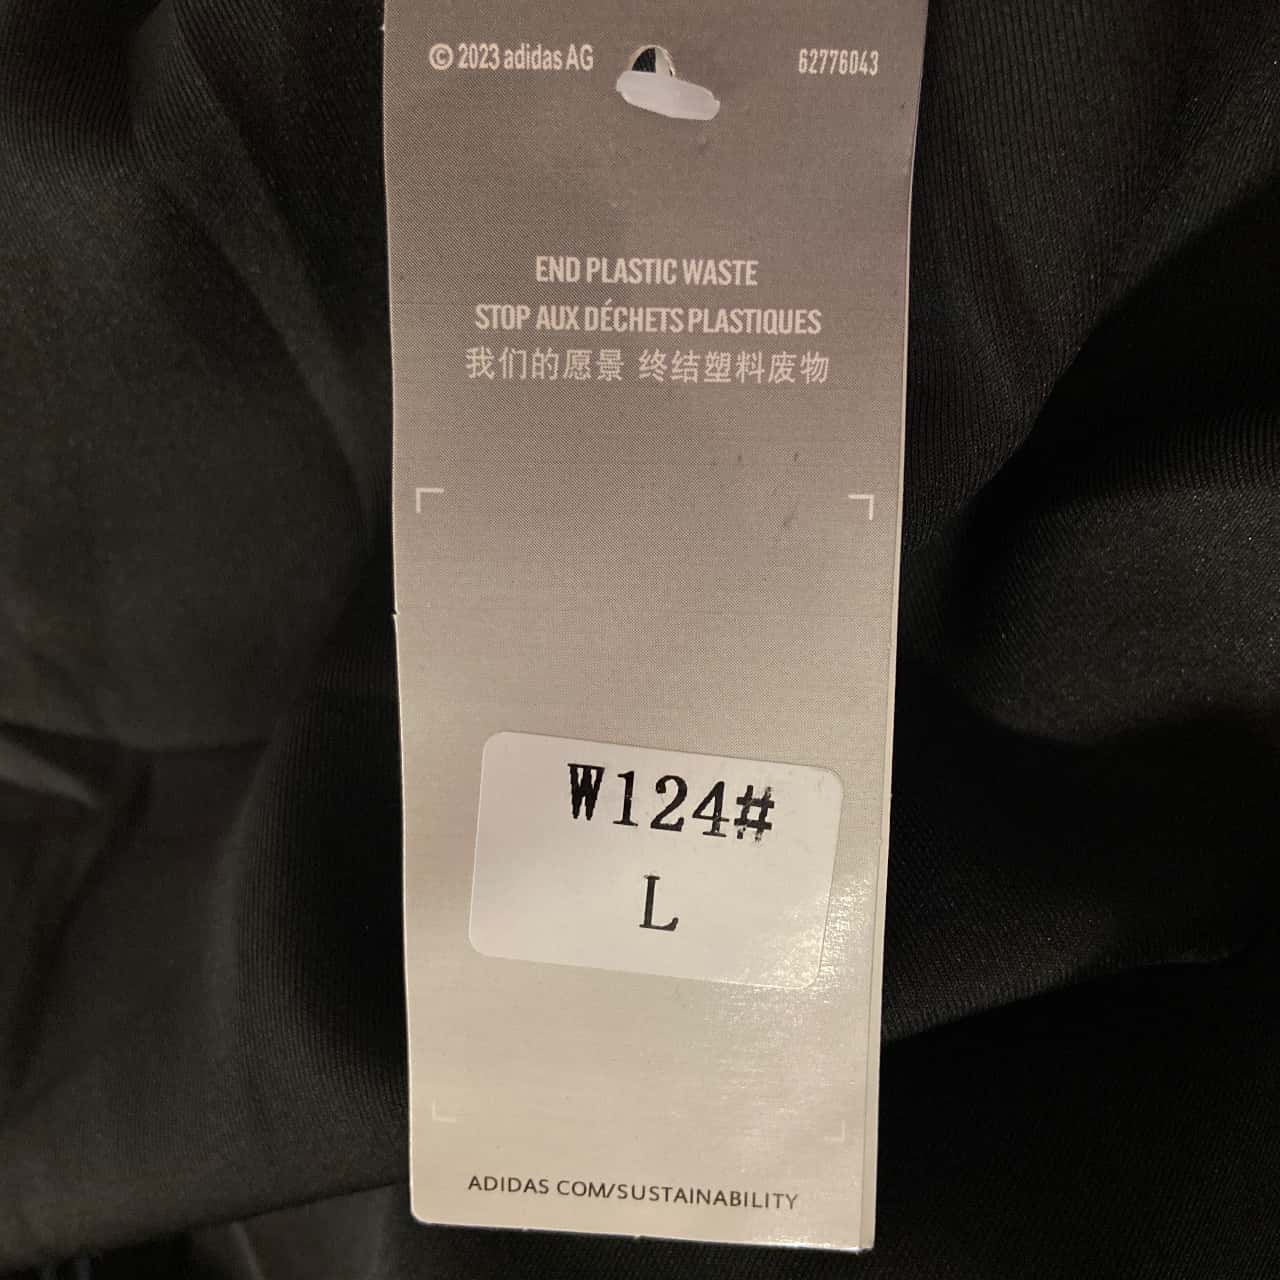 © 2023 adidas AG 62776043
END PLASTIC WASTE
STOP AUX DÉCHETS PLASTIQUES
我们的愿景 终结塑料废物
W124#
L
ADIDAS COM/SUSTAINABILITY